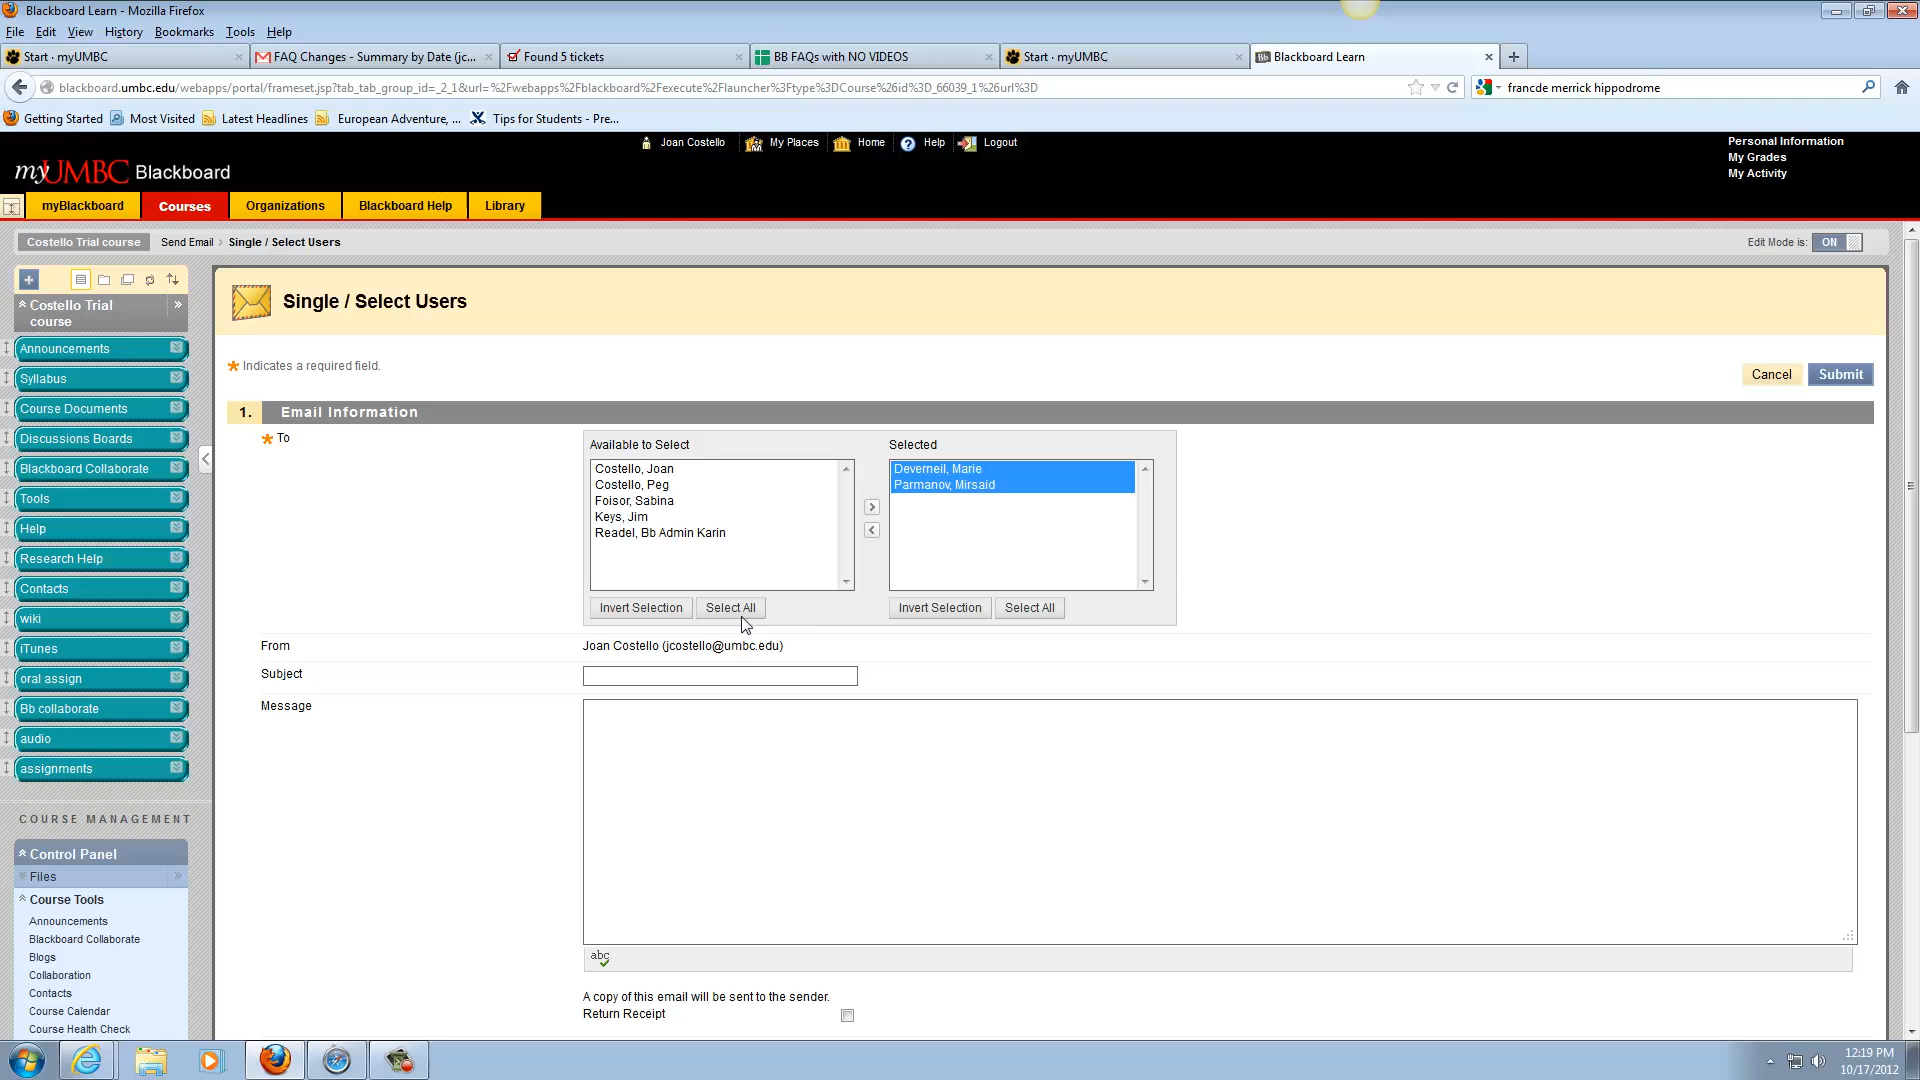 Blackboard Learn - Mozilla Firefox
File Edit View History Bookmarks Tools Help
Start · myUMBC
FAQ Changes - Summary by Date (jc...
Found 5 tickets
BB FAQs with NO VIDEOS
Start · myUMBC
Blackboard Learn
blackboard.umbc.edu/webapps/portal/frameset.jsp?tab_tab_group_id=_2_1&url=%2Fwebapps%2Fblackboard%2Fexecute%2Flauncher%3Ftype%3DCourse%26id%3D_66039_1%26url%3D
francde merrick hippodrome
Getting Started Most Visited Latest Headlines European Adventure, ... Tips for Students - Pre...
Joan Costello My Places Home Help Logout
Personal Information
My Grades
My Activity
myUMBC Blackboard
myBlackboard Courses Organizations Blackboard Help Library
Costello Trial course Send Email Single / Select Users
Edit Mode is: ON
Costello Trial
course
Announcements
Syllabus
Course Documents
Discussions Boards
Blackboard Collaborate
Tools
Help
Research Help
Contacts
wiki
iTunes
oral assign
Bb collaborate
audio
assignments
COURSE MANAGEMENT
Control Panel
Files
Course Tools
Announcements
Blackboard Collaborate
Blogs
Collaboration
Contacts
Course Calendar
Course Health Check
Single / Select Users
Indicates a required field.
Cancel Submit
1. Email Information
To
Available to Select
Costello, Joan
Costello, Peg
Foisor, Sabina
Keys, Jim
Readel, Bb Admin Karin
Invert Selection Select All
Selected
Deverneil, Marie
Parmanov, Mirsaid
Invert Selection Select All
From Joan Costello (jcostello@umbc.edu)
Subject
Message
abc
A copy of this email will be sent to the sender.
Return Receipt
12:19 PM
10/17/2012